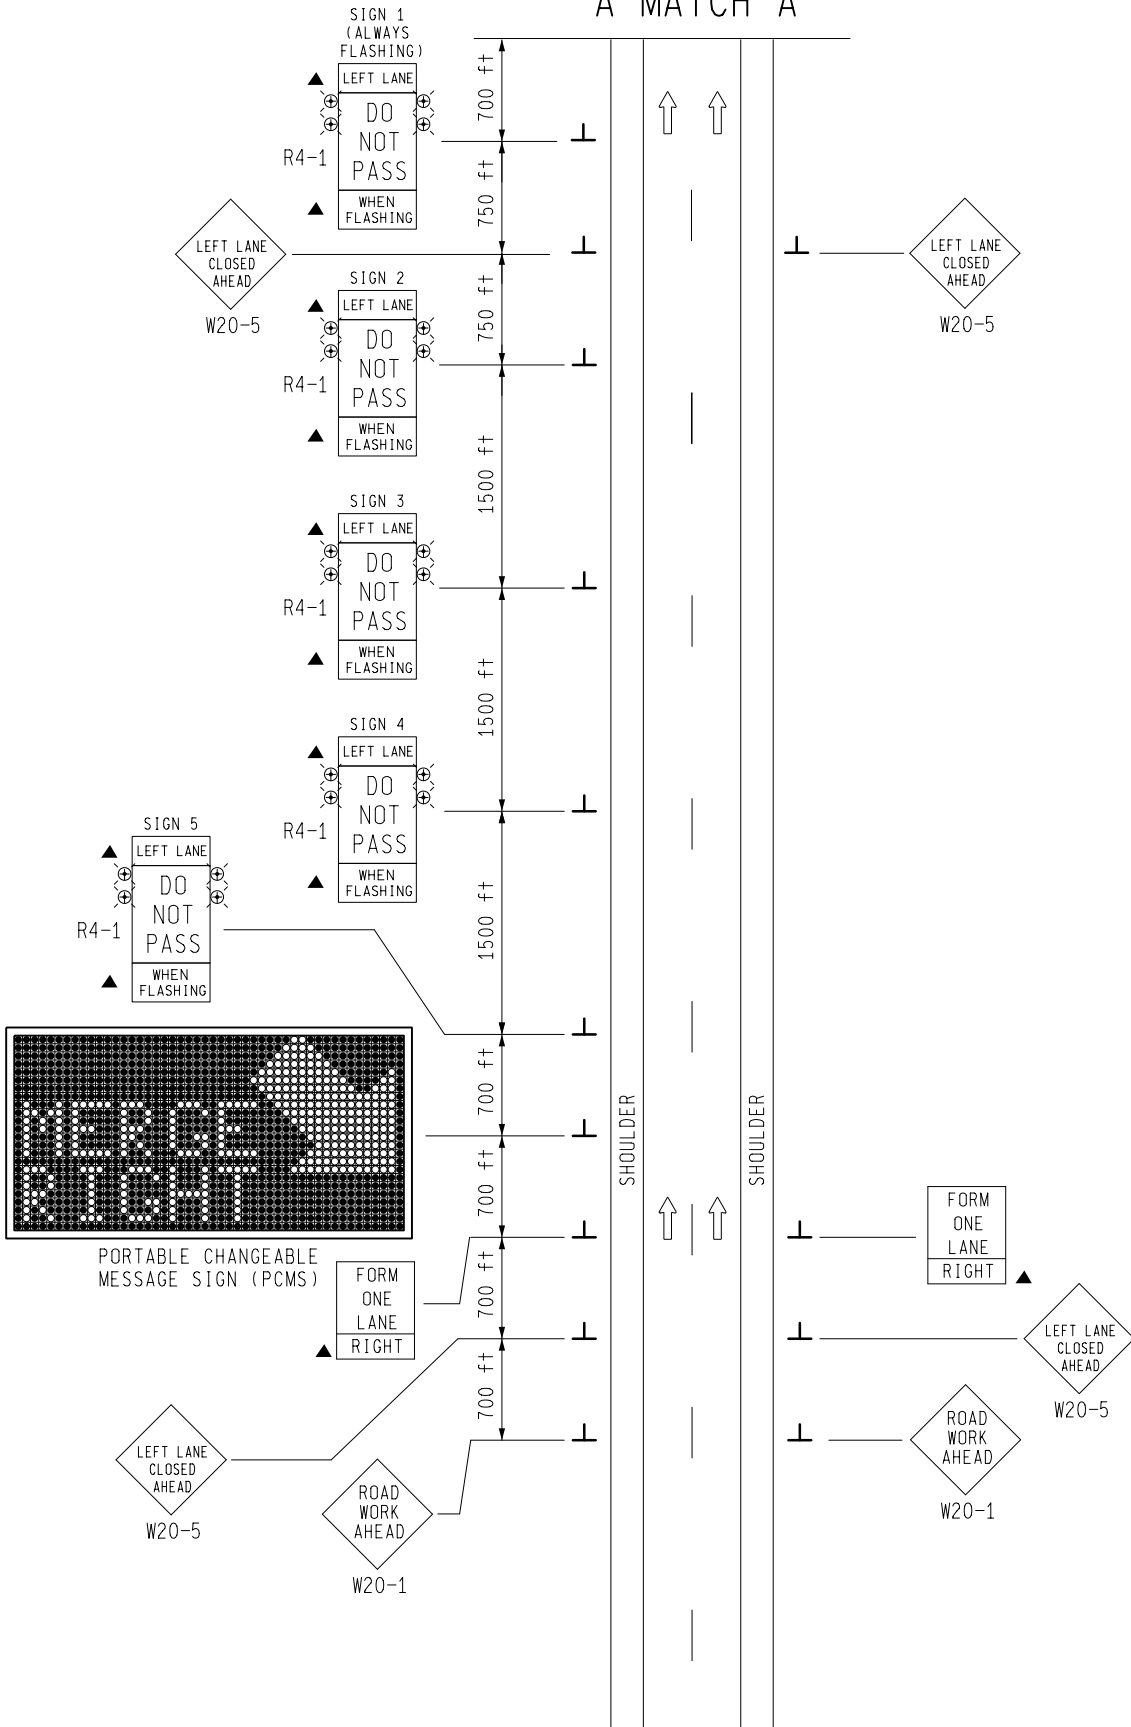 A MATCH A
SIGN 1
(ALWAYS
FLASHING)
LEFT LANE
DO
NOT
PASS
WHEN
FLASHING
R4-1
700 ft
750 ft
LEFT LANE
CLOSED
AHEAD
W20-5
LEFT LANE
CLOSED
AHEAD
W20-5
SIGN 2
LEFT LANE
DO
NOT
PASS
WHEN
FLASHING
R4-1
750 ft
1500 ft
SIGN 3
LEFT LANE
DO
NOT
PASS
WHEN
FLASHING
R4-1
1500 ft
SIGN 4
LEFT LANE
DO
NOT
PASS
WHEN
FLASHING
R4-1
1500 ft
SIGN 5
LEFT LANE
DO
NOT
PASS
WHEN
FLASHING
R4-1
700 ft
MERGE
RIGHT
PORTABLE CHANGEABLE
MESSAGE SIGN (PCMS)
SHOULDER
SHOULDER
700 ft
FORM
ONE
LANE
RIGHT
FORM
ONE
LANE
RIGHT
700 ft
LEFT LANE
CLOSED
AHEAD
W20-5
700 ft
LEFT LANE
CLOSED
AHEAD
W20-5
ROAD
WORK
AHEAD
W20-1
ROAD
WORK
AHEAD
W20-1